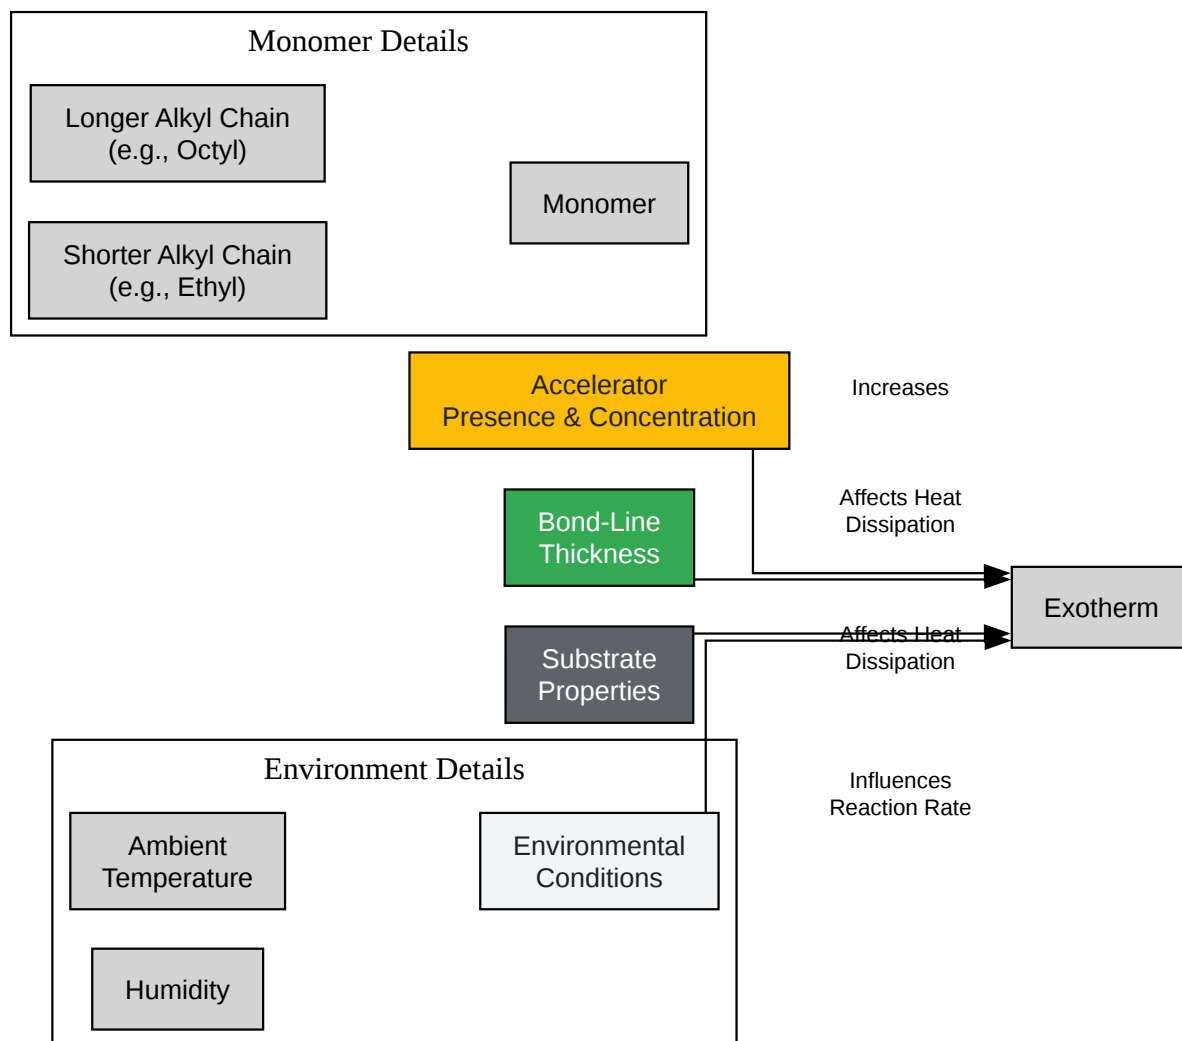 Monomer Details
Longer Alkyl Chain
(e.g., Octyl)
Monomer
Shorter Alkyl Chain
(e.g., Ethyl)
Accelerator
Presence & Concentration
Increases
Bond-Line
Thickness
Affects Heat
Dissipation
Exotherm
Substrate
Properties
Affects Heat
Dissipation
Environment Details
Influences
Reaction Rate
Ambient
Temperature
Environmental
Conditions
Humidity